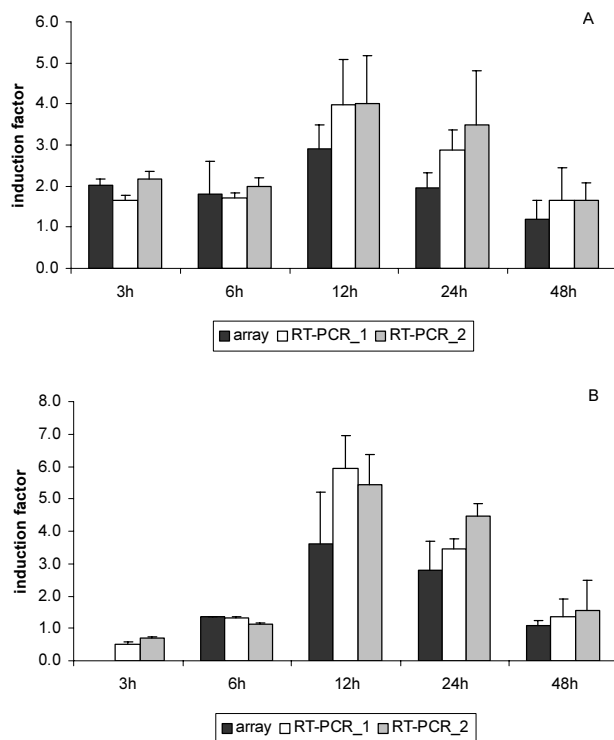 A
6.0
5.0
4.0
3.0
2.0
1.0
0.0
induction factor
3h 6h 12h 24h 48h
array RT-PCR_1 RT-PCR_2
B
8.0
7.0
6.0
5.0
4.0
3.0
2.0
1.0
0.0
induction factor
3h 6h 12h 24h 48h
array RT-PCR_1 RT-PCR_2